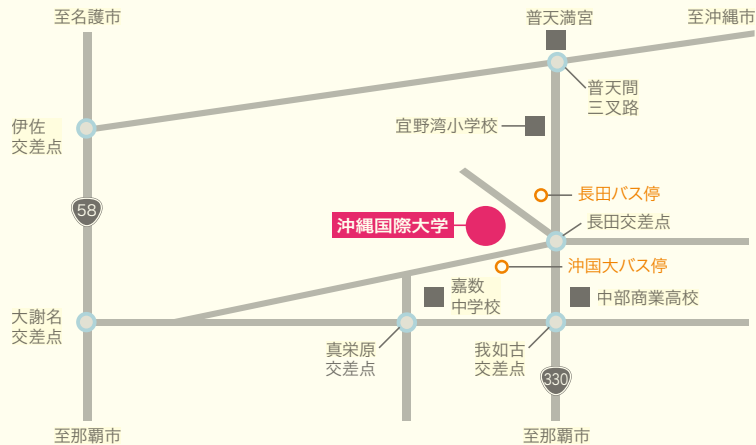 至名護市
普天満宮
至沖縄市
普天間
三叉路
伊佐
交差点
宜野湾小学校
長田バス停
58
沖縄国際大学
長田交差点
沖国大バス停
嘉数
中学校
中部商業高校
大謝名
交差点
真栄原
交差点
我如古
交差点
330
至那覇市
至那覇市